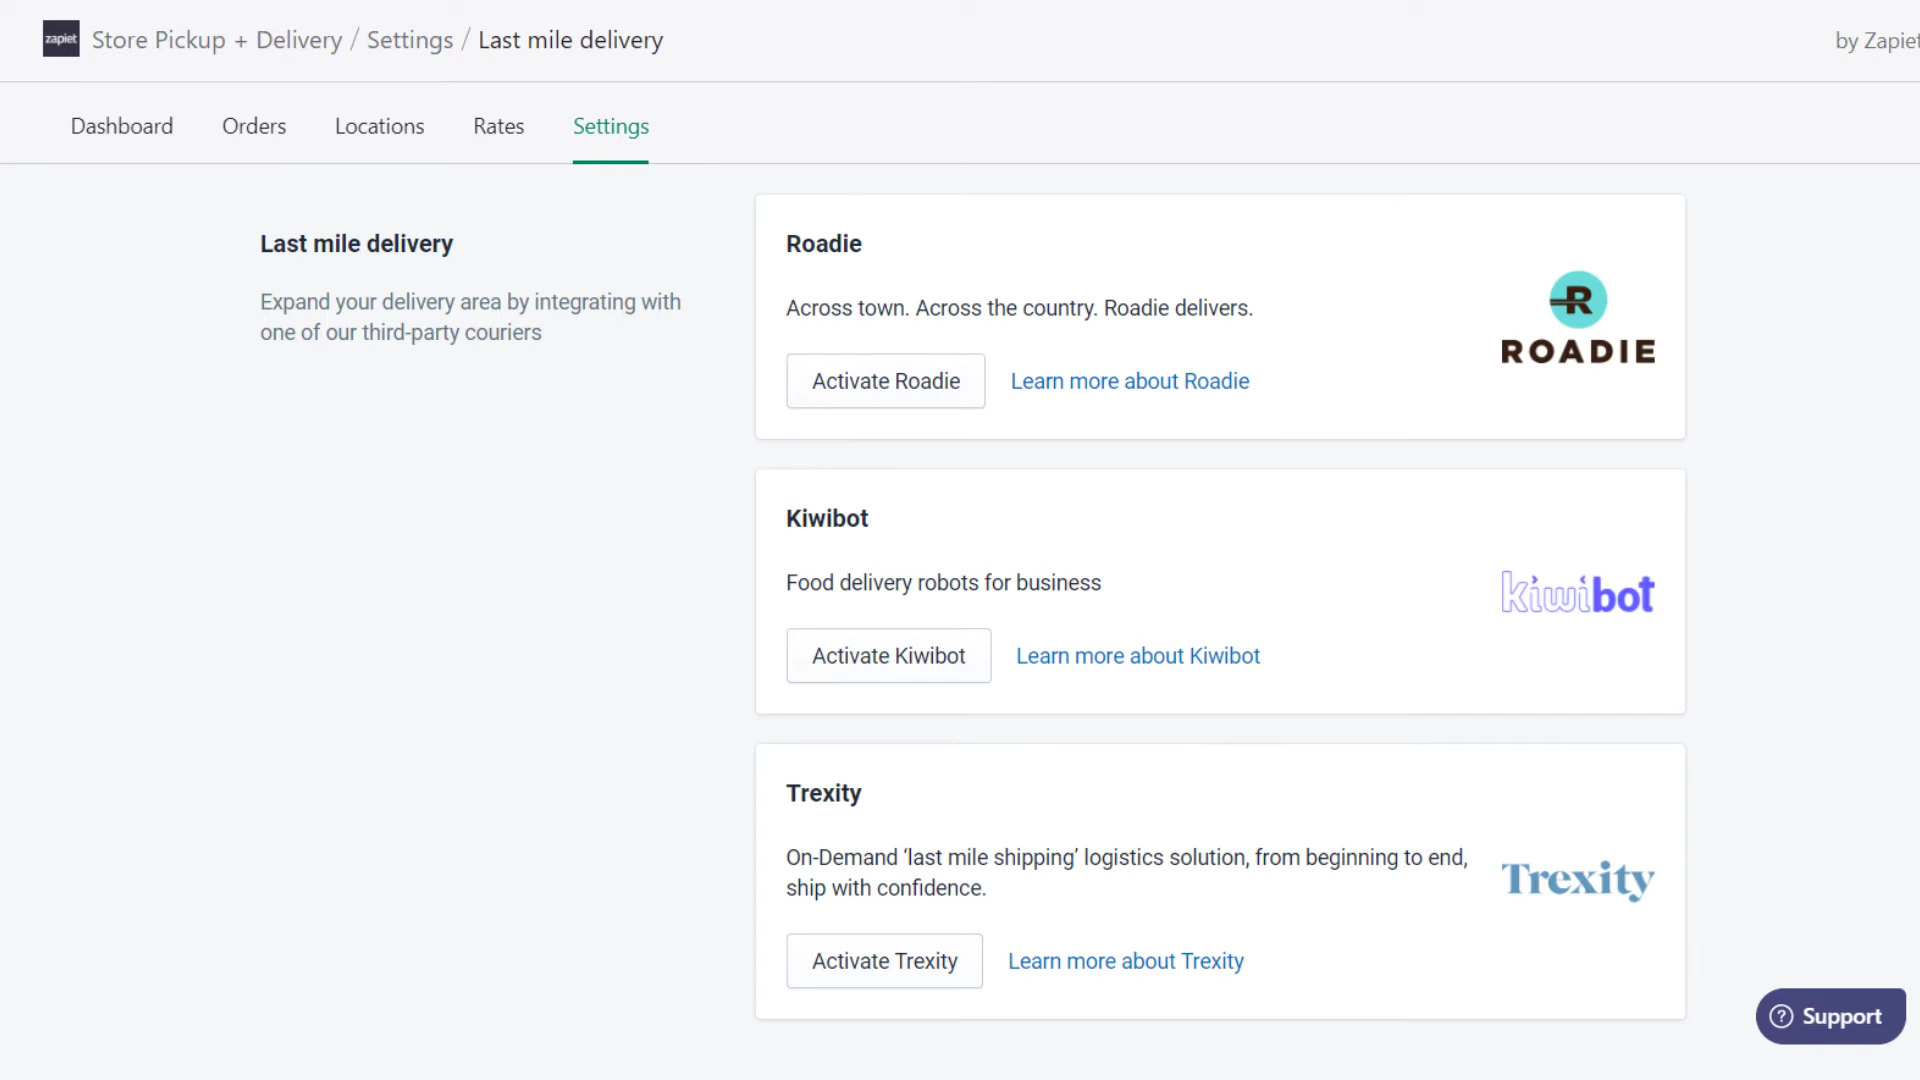 zapiet Store Pickup + Delivery / Settings / Last mile delivery
by Zapiet
Dashboard Orders Locations Rates Settings
Last mile delivery
Expand your delivery area by integrating with
one of our third-party couriers
Roadie
Across town. Across the country. Roadie delivers.
Activate Roadie Learn more about Roadie
R
ROADIE
Kiwibot
Food delivery robots for business
Activate Kiwibot Learn more about Kiwibot
kiwibot
Trexity
On-Demand ‘last mile shipping’ logistics solution, from beginning to end,
ship with confidence.
Activate Trexity Learn more about Trexity
Trexity
? Support